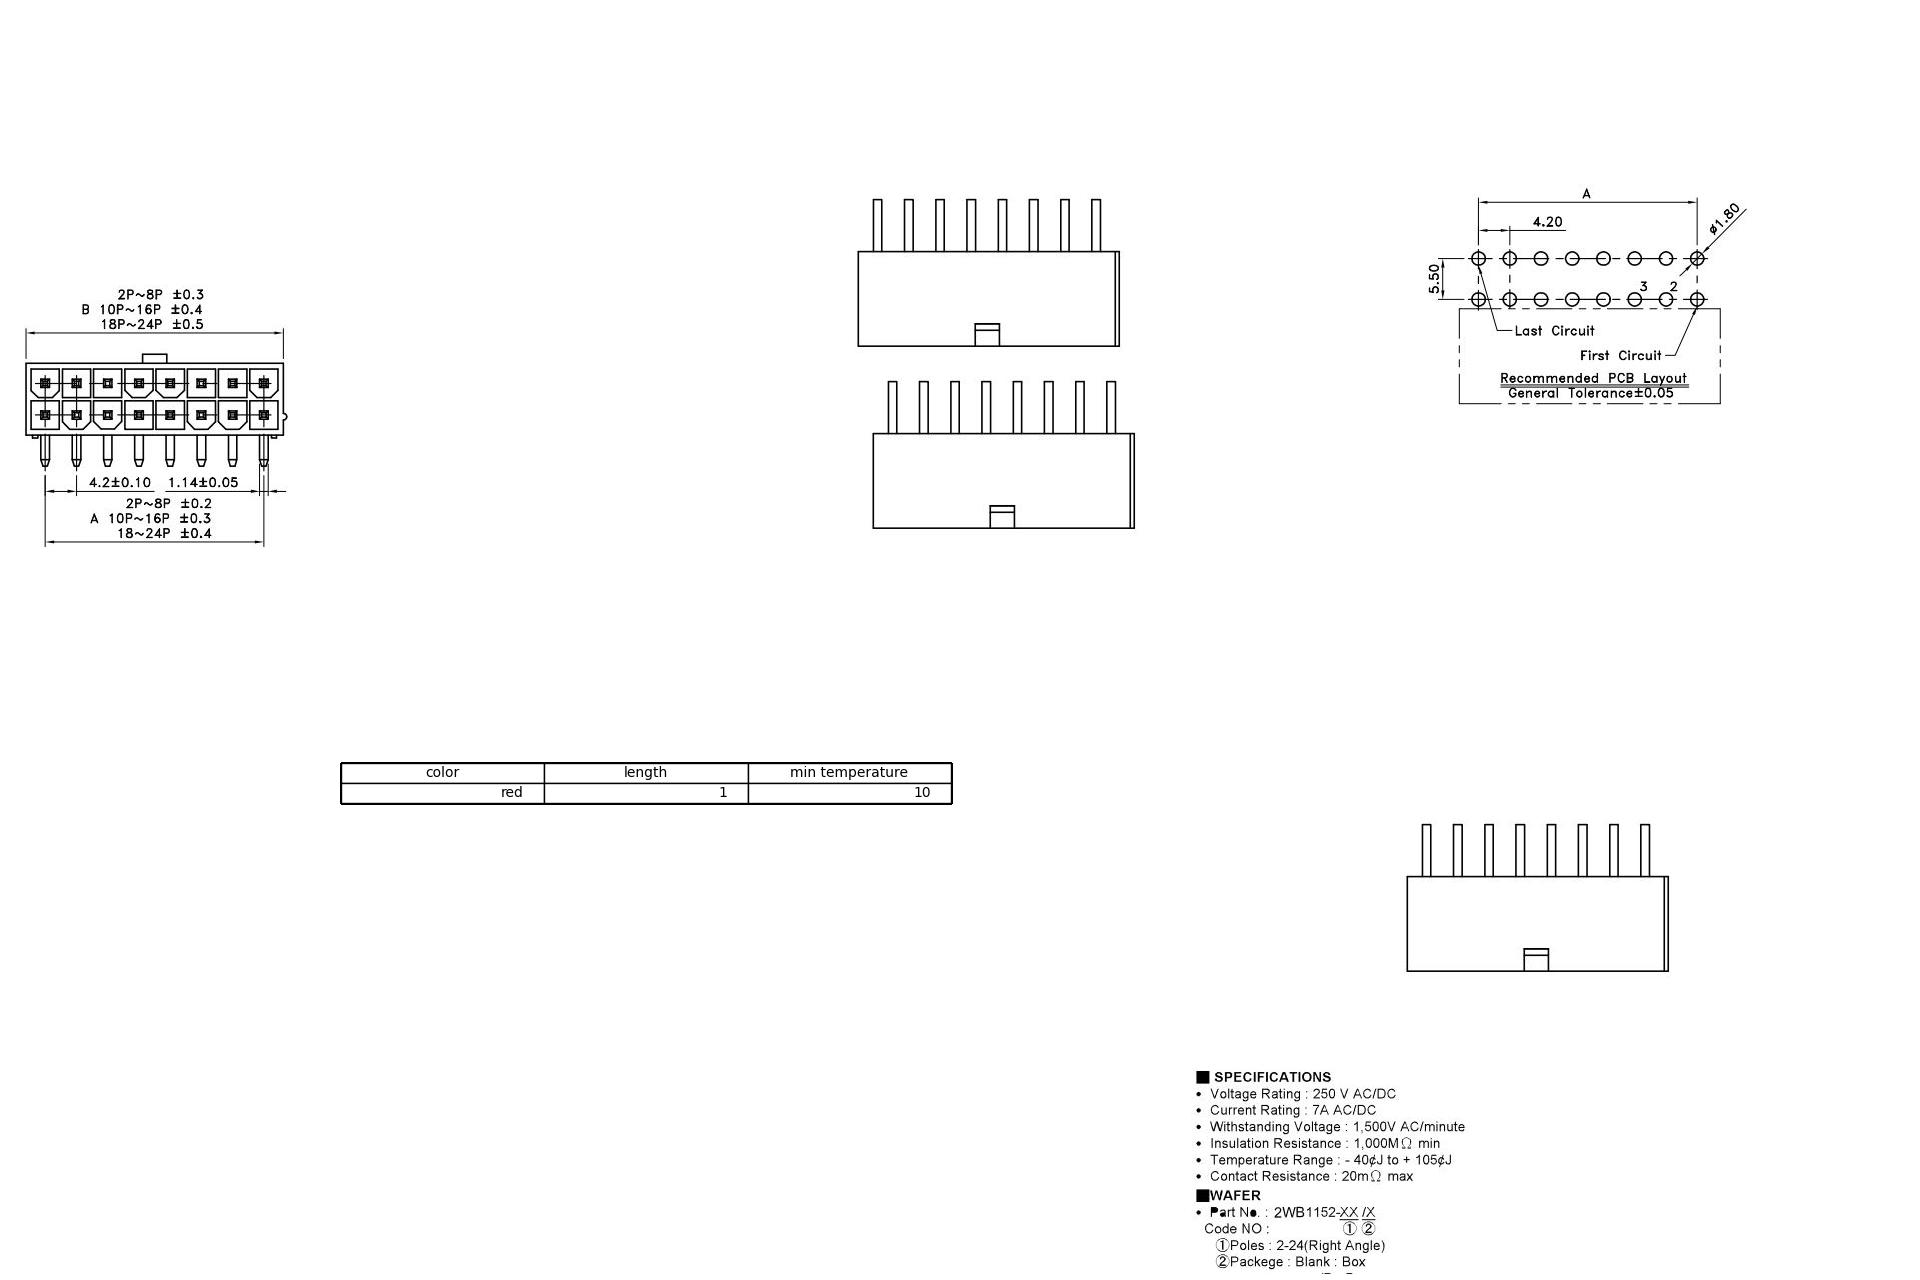 2P~8P ±0.3
B 10P~16P ±0.4
18P~24P ±0.5
4.2±0.10 1.14±0.05
2P~8P ±0.2
A 10P~16P ±0.3
18~24P ±0.4
A
4.20
ø1.80
5.50
3 2
Last Circuit
First Circuit
Recommended PCB Layout
General Tolerance±0.05
color length min temperature
red 1 10
■ SPECIFICATIONS
• Voltage Rating : 250 V AC/DC
• Current Rating : 7A AC/DC
• Withstanding Voltage : 1,500V AC/minute
• Insulation Resistance : 1,000MΩ min
• Temperature Range : - 40¢J to + 105¢J
• Contact Resistance : 20mΩ max
■WAFER
• Part No. : 2WB1152-XX /X
Code NO : ① ②
①Poles : 2-24(Right Angle)
②Packege : Blank : Box